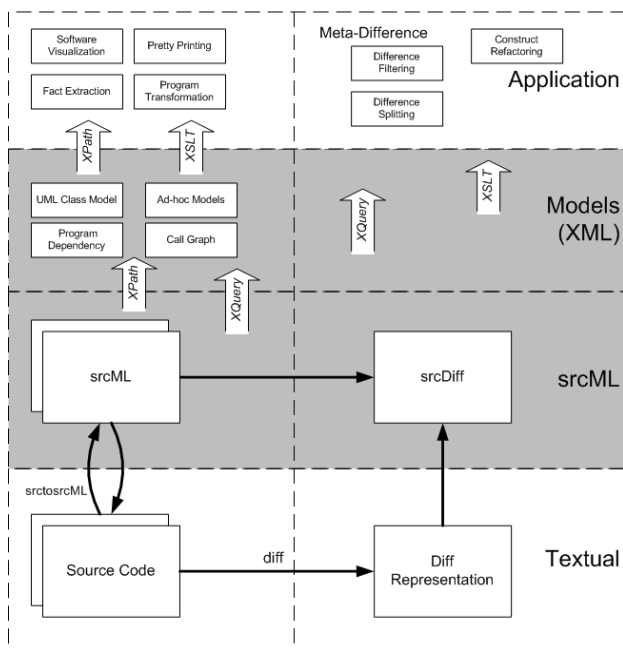 Software
Visualization
Pretty Printing
Fact Extraction
Program
Transformation
Meta-Difference
Difference
Filtering
Difference
Splitting
Construct
Refactoring
Application
XPath
XSLT
UML Class Model
Ad-hoc Models
Program
Dependency
Call Graph
XQuery
XSLT
Models
(XML)
XPath
XQuery
srcML
srcDiff
srcML
srctosrcML
Source Code
diff
Diff
Representation
Textual